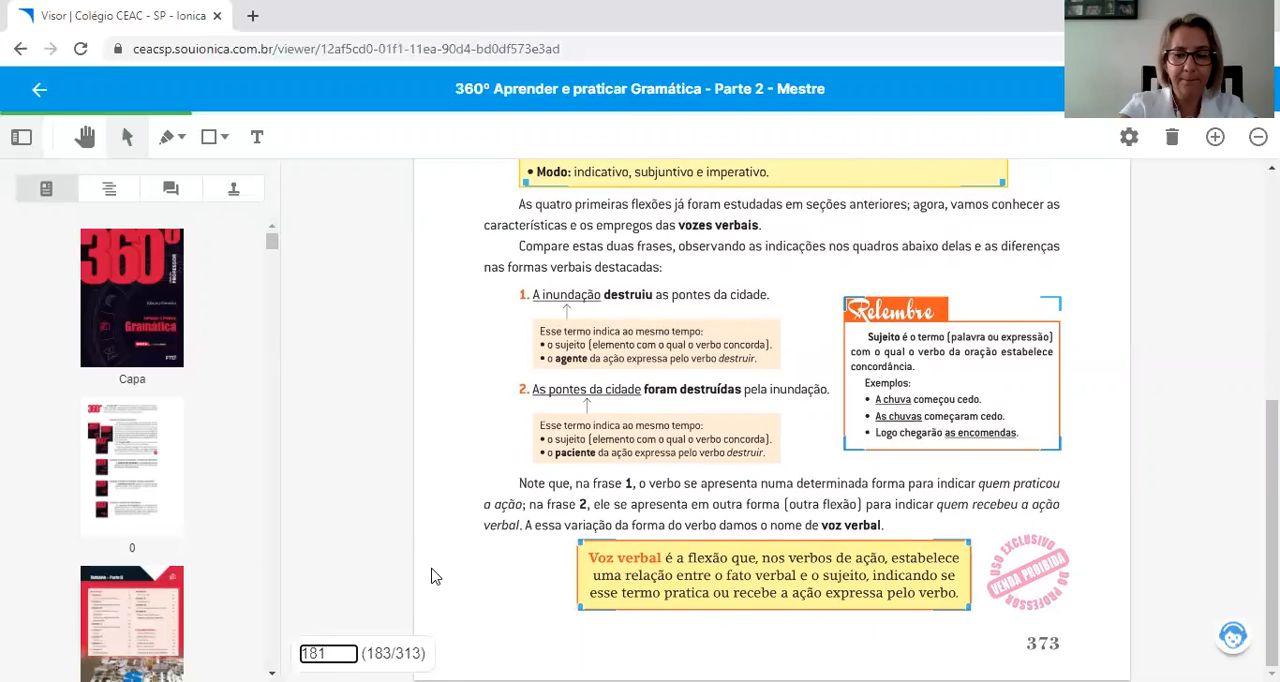 Visor | Colégio CEAC - SP - Ionica
ceacsp.souionica.com.br/viewer/12af5cd0-01f1-11ea-90d4-bd0df573e3ad
360º Aprender e praticar Gramática - Parte 2 - Mestre
T
• Modo: indicativo, subjuntivo e imperativo.
As quatro primeiras flexões já foram estudadas em seções anteriores; agora, vamos conhecer as
características e os empregos das vozes verbais.
Compare estas duas frases, observando as indicações nos quadros abaixo delas e as diferenças
nas formas verbais destacadas:
1. A inundação destruiu as pontes da cidade.
Esse termo indica ao mesmo tempo:
• o sujeito (elemento com o qual o verbo concorda).
• o agente da ação expressa pelo verbo destruir.
2. As pontes da cidade foram destruídas pela inundação.
Esse termo indica ao mesmo tempo:
• sujeito (elemento com o qual o verbo concorda).
• paciente da ação expressa pelo verbo destruir.
Relembre
Sujeito é o termo (palavra ou expressão)
com o qual o verbo da oração estabelece
concordância.
Exemplos:
• A chuva começou cedo.
• As chuvas começaram cedo.
• Logo chegarão as encomendas.
Note que, na frase 1, o verbo se apresenta numa determinada forma para indicar quem praticou
a ação; na frase 2, ele se apresenta em outra forma (outra flexão) para indicar quem recebeu a ação
verbal. A essa variação da forma do verbo damos o nome de voz verbal.
Voz verbal é a flexão que, nos verbos de ação, estabelece
uma relação entre o fato verbal e o sujeito, indicando se
esse termo pratica ou recebe a ação expressa pelo verbo.
USO EXCLUSIVO DO
VENDA PROIBIDA
PROFESSOR
373
181 (183/313)
360º
Gramática
Capa
360º
0